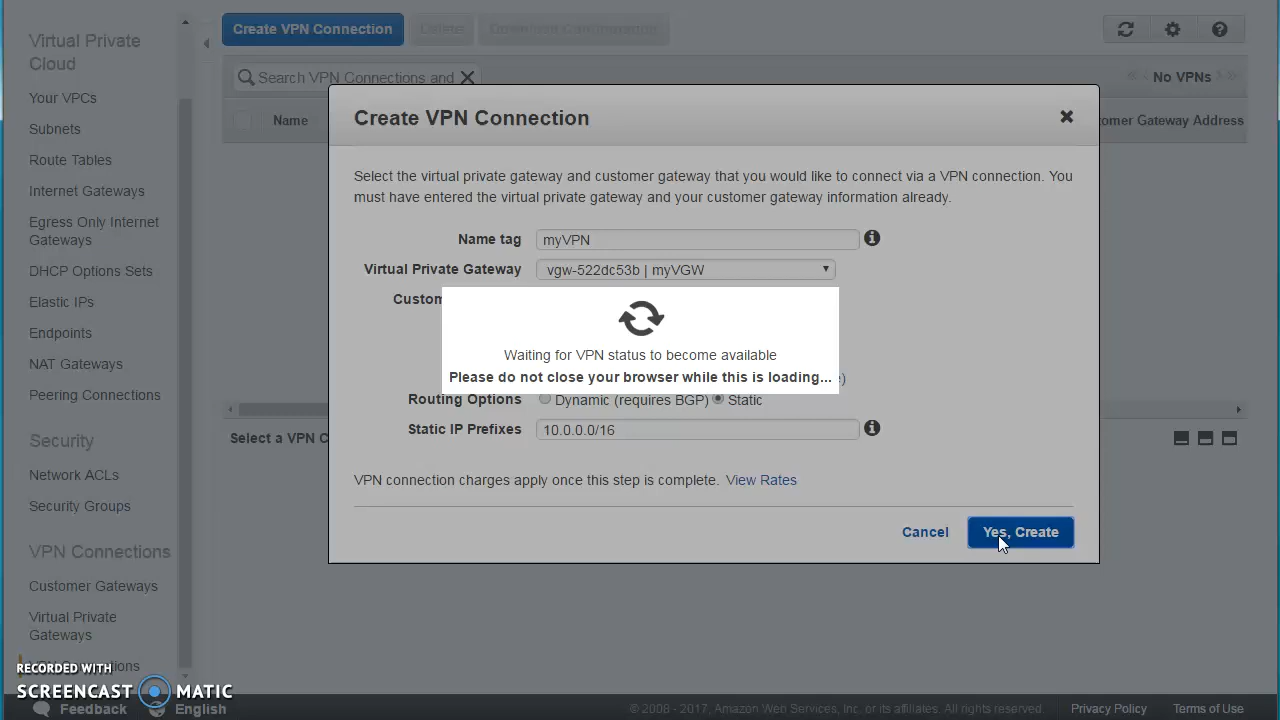 Virtual Private
Cloud
Your VPCs
Subnets
Route Tables
Internet Gateways
Egress Only Internet
Gateways
DHCP Options Sets
Elastic IPs
Endpoints
NAT Gateways
Peering Connections
Security
Network ACLs
Security Groups
VPN Connections
Customer Gateways
Virtual Private
Gateways
Create VPN Connection Delete Download Configuration
Search VPN Connections and
No VPNs
Name
omer Gateway Address
Select a VPN C
Create VPN Connection
Select the virtual private gateway and customer gateway that you would like to connect via a VPN connection. You
must have entered the virtual private gateway and your customer gateway information already.
Name tag myVPN
Virtual Private Gateway vgw-522dc53b | myVGW
Custom
Waiting for VPN status to become available
Please do not close your browser while this is loading...
Routing Options Dynamic (requires BGP) Static
Static IP Prefixes 10.0.0.0/16
VPN connection charges apply once this step is complete. View Rates
Cancel Yes, Create
RECORDED WITH
SCREENCAST MATIC
Feedback English
© 2008 - 2017, Amazon Web Services, Inc. or its affiliates. All rights reserved. Privacy Policy Terms of Use